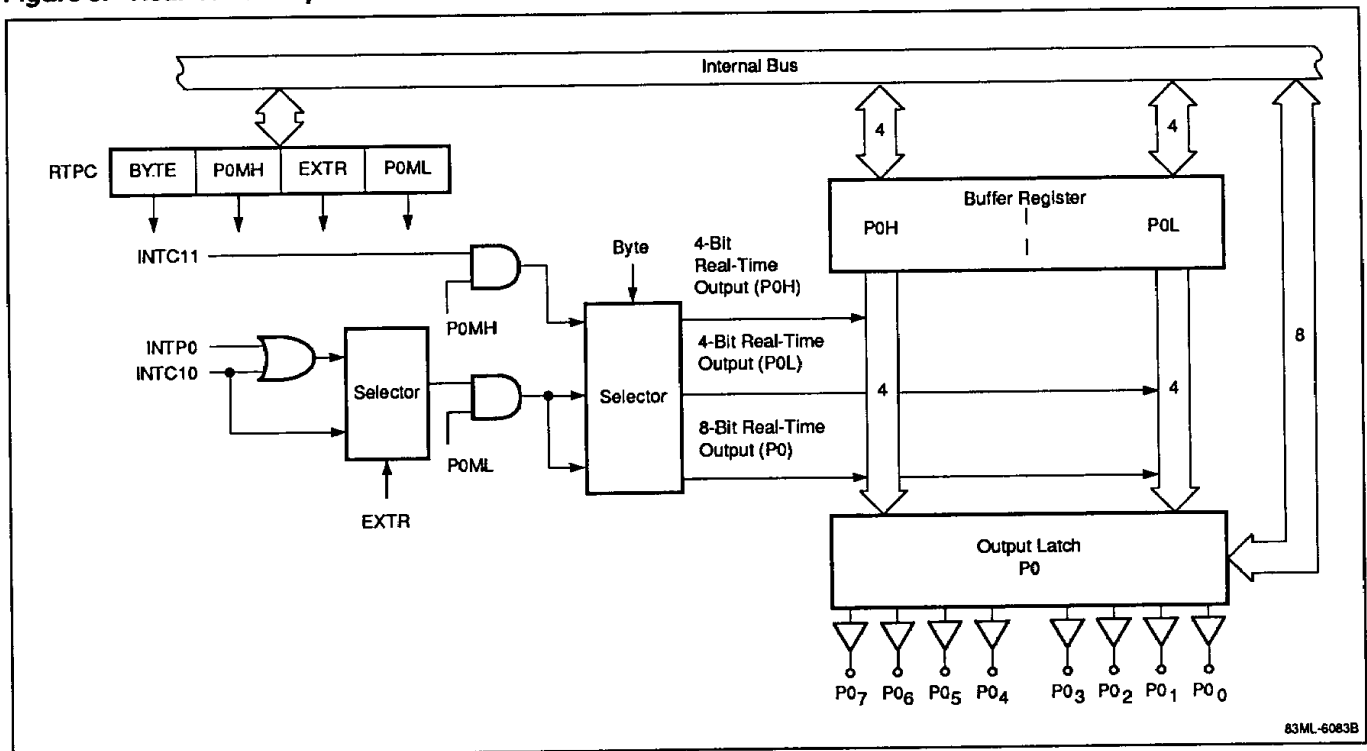 Internal Bus
RTPC BYTE P0MH EXTR P0ML
4 4
Buffer Register
P0H P0L
INTC11
P0MH
Byte
4-Bit
Real-Time
Output (P0H)
INTP0
INTC10
Selector
P0ML
EXTR
Selector
4-Bit Real-Time
Output (P0L)
8-Bit Real-Time
Output (P0)
4 4
8
Output Latch
P0
P07 P06 P05 P04 P03 P02 P01 P00
83ML-6083B